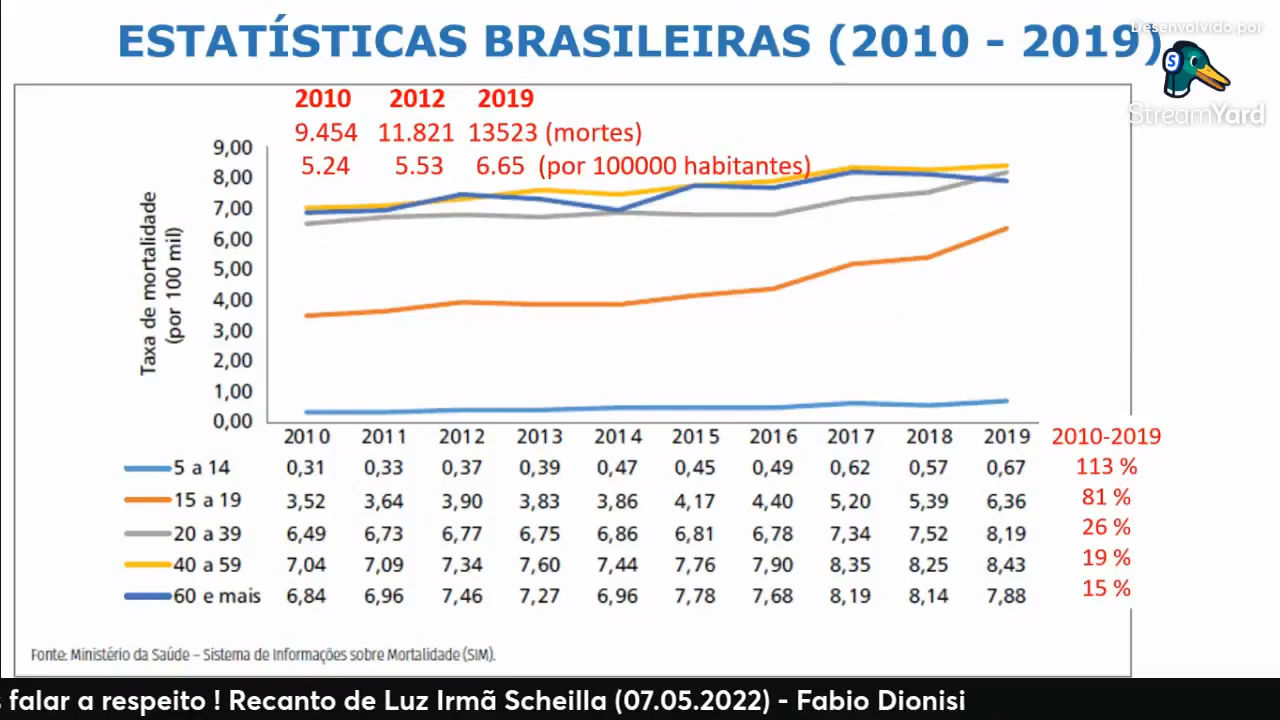 ESTATÍSTICAS BRASILEIRAS (2010 - 2019)
Desenvolvido por
StreamYard
2010 2012 2019
9.454 11.821 13523 (mortes)
5.24 5.53 6.65 (por 100000 habitantes)
Taxa de mortalidade
(por 100 mil)
9,00
8,00
7,00
6,00
5,00
4,00
3,00
2,00
1,00
0,00
2010 2011 2012 2013 2014 2015 2016 2017 2018 2019 2010-2019
5 a 14 0,31 0,33 0,37 0,39 0,47 0,45 0,49 0,62 0,57 0,67 113 %
15 a 19 3,52 3,64 3,90 3,83 3,86 4,17 4,40 5,20 5,39 6,36 81 %
20 a 39 6,49 6,73 6,77 6,75 6,86 6,81 6,78 7,34 7,52 8,19 26 %
40 a 59 7,04 7,09 7,34 7,60 7,44 7,76 7,90 8,35 8,25 8,43 19 %
60 e mais 6,84 6,96 7,46 7,27 6,96 7,78 7,68 8,19 8,14 7,88 15 %
Fonte: Ministério da Saúde – Sistema de Informações sobre Mortalidade (SIM).
s falar a respeito ! Recanto de Luz Irmã Scheilla (07.05.2022) - Fabio Dionisi